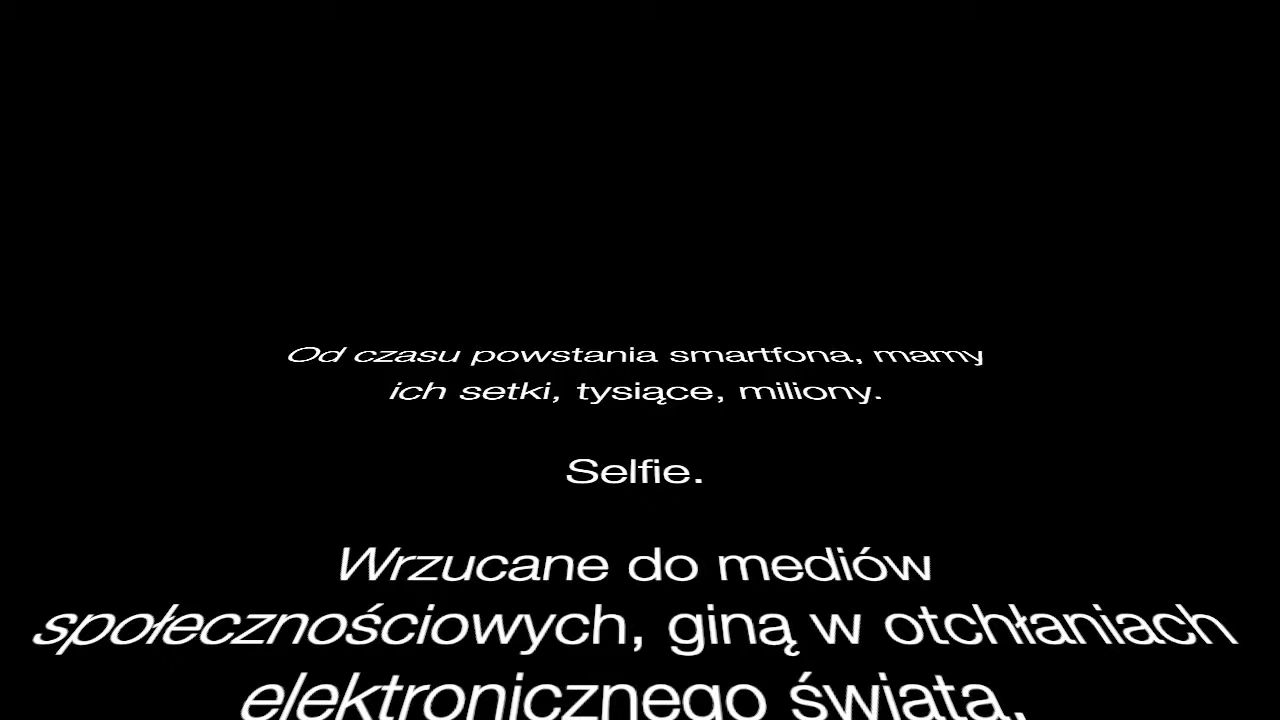 Od czasu powstania smartfona, mamy
ich setki, tysiące, miliony.
Selfie.
Wrzucane do mediów
społecznościowych, giną w otchłaniach
elektronicznego świata.